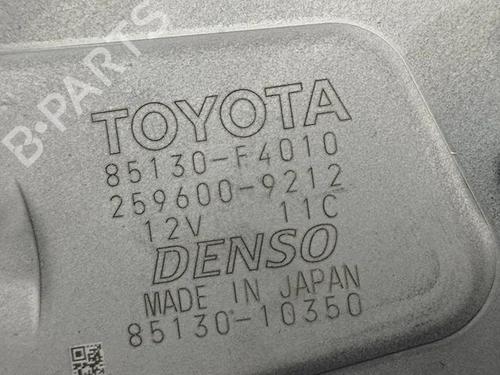 B-PARTS
TOYOTA
85130-F4010
259600-9212
12V 11C
DENSO
MADE IN JAPAN
85130-10350